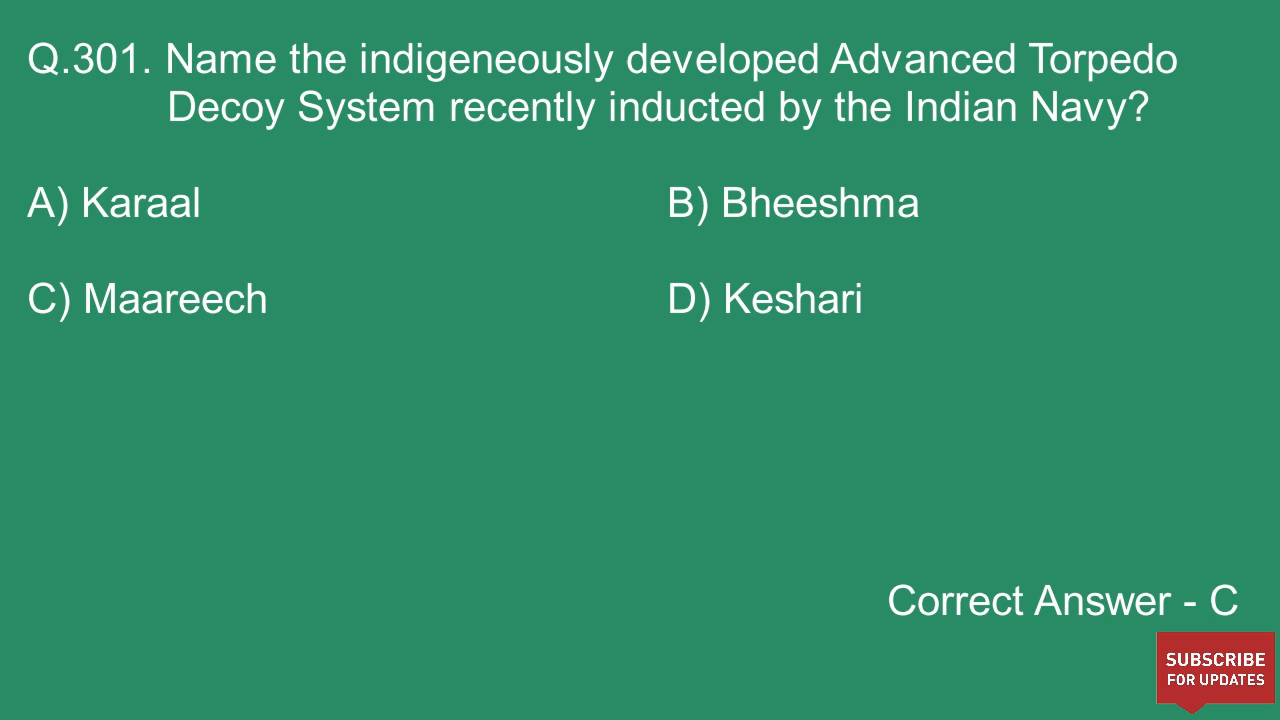 Q.301. Name the indigeneously developed Advanced Torpedo
Decoy System recently inducted by the Indian Navy?
A) Karaal B) Bheeshma
C) Maareech D) Keshari
Correct Answer - C
SUBSCRIBE
FOR UPDATES